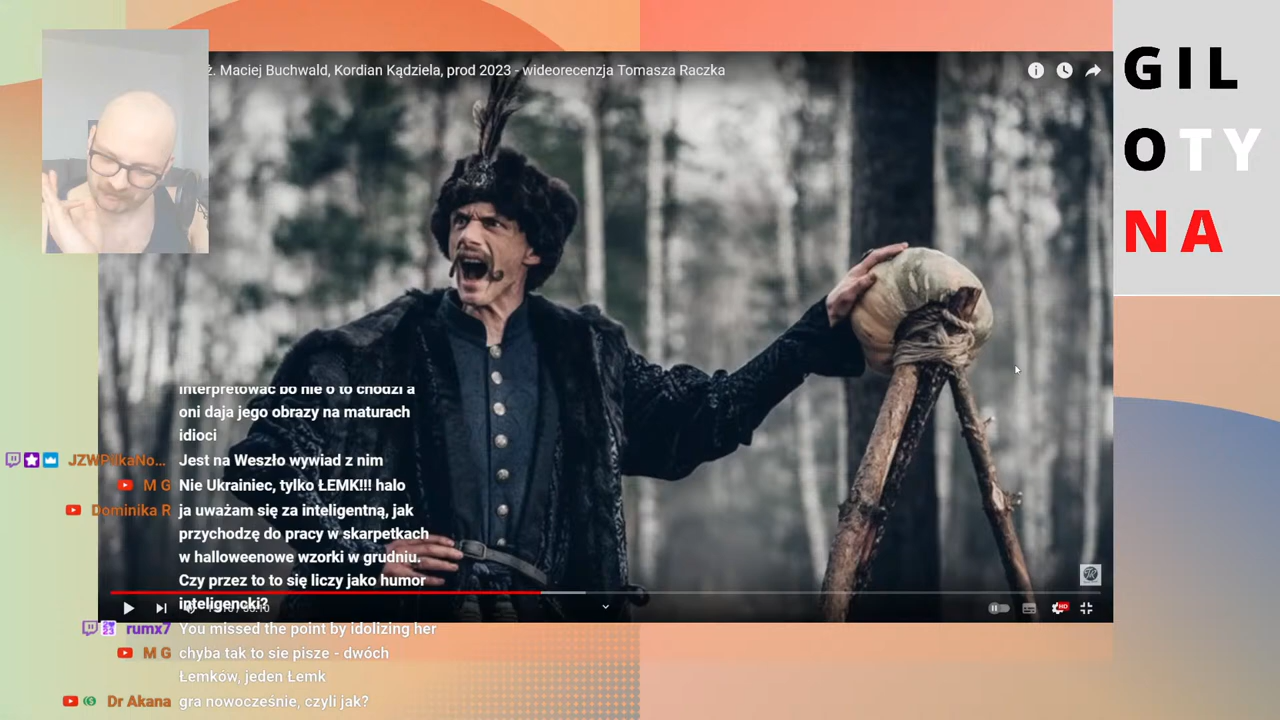 ż. Maciej Buchwald, Kordian Kądziela, prod 2023 - wideorecenzja Tomasza Raczka
GIL
OTY
NA
interpretować bo nie o to chodzi a
oni daja jego obrazy na maturach
idioci
JZWPilkaNo... Jest na Weszło wywiad z nim
M G Nie Ukrainiec, tylko ŁEMK!!! halo
Dominika R ja uważam się za inteligentną, jak
przychodzę do pracy w skarpetkach
w halloweenowe wzorki w grudniu.
Czy przez to to się liczy jako humor
inteligencki?
HD
rumx7 You missed the point by idolizing her
M G chyba tak to sie pisze - dwóch
Łemków, jeden Łemk
Dr Akana gra nowocześnie, czyli jak?